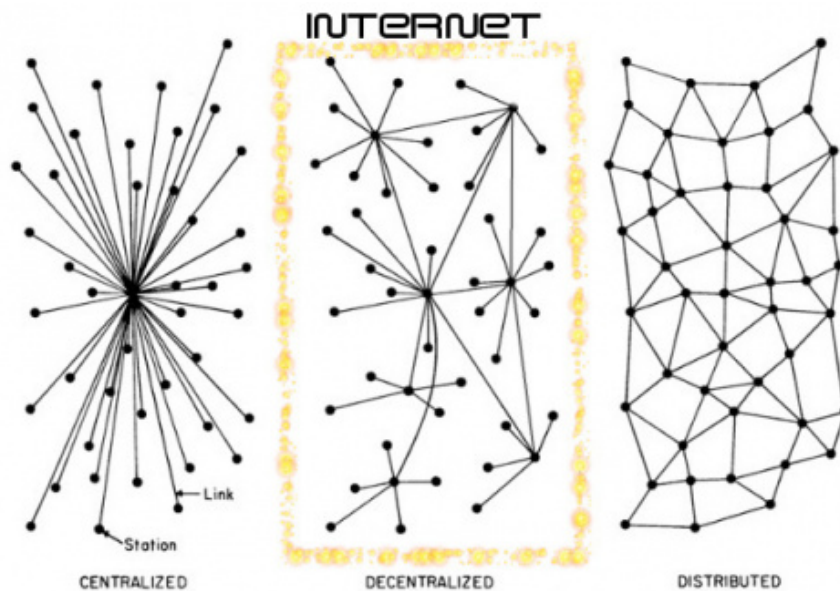 INTERNET
Link
Station
CENTRALIZED
DECENTRALIZED
DISTRIBUTED